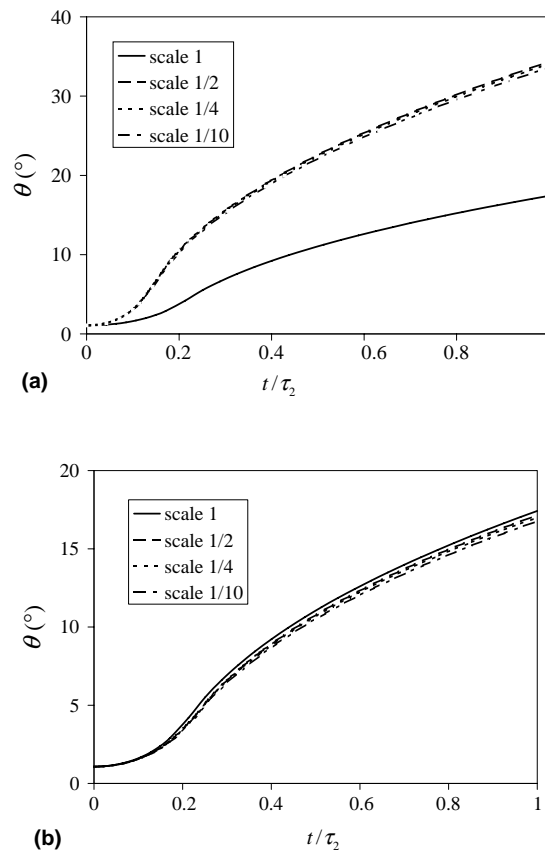 40
30
20
10
0
θ (°)
scale 1
scale 1/2
scale 1/4
scale 1/10
0 0.2 0.4 0.6 0.8
(a)
t/τ₂
20
15
10
5
0
θ (°)
scale 1
scale 1/2
scale 1/4
scale 1/10
0 0.2 0.4 0.6 0.8 1
(b)
t/τ₂